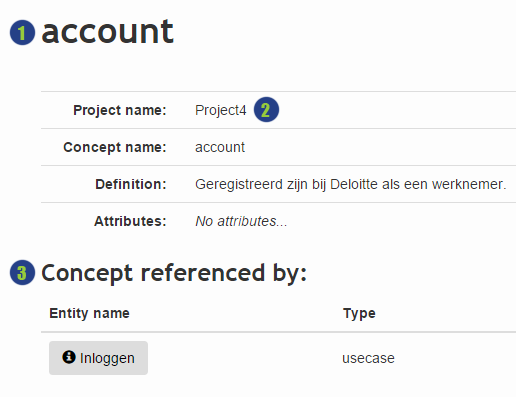 1 account
Project name: Project4 2
Concept name: account
Definition: Geregistreerd zijn bij Deloitte als een werknemer.
Attributes: No attributes...
3 Concept referenced by:
Entity name Type
Inloggen usecase